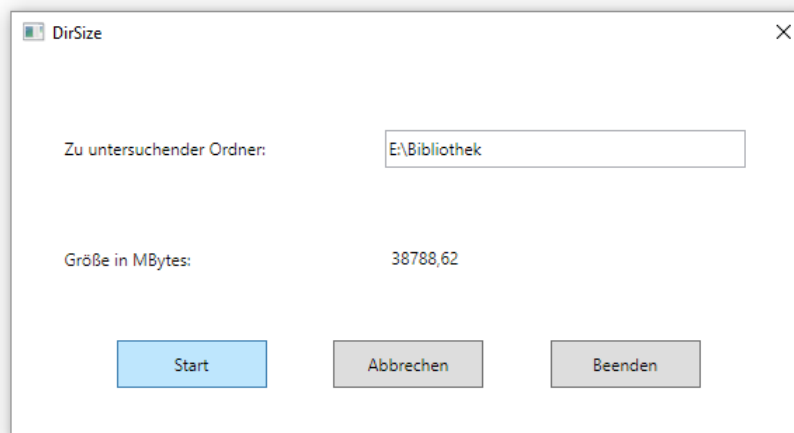 DirSize
Zu untersuchender Ordner: E:\Bibliothek
Größe in MBytes: 38788,62
Start Abbrechen Beenden